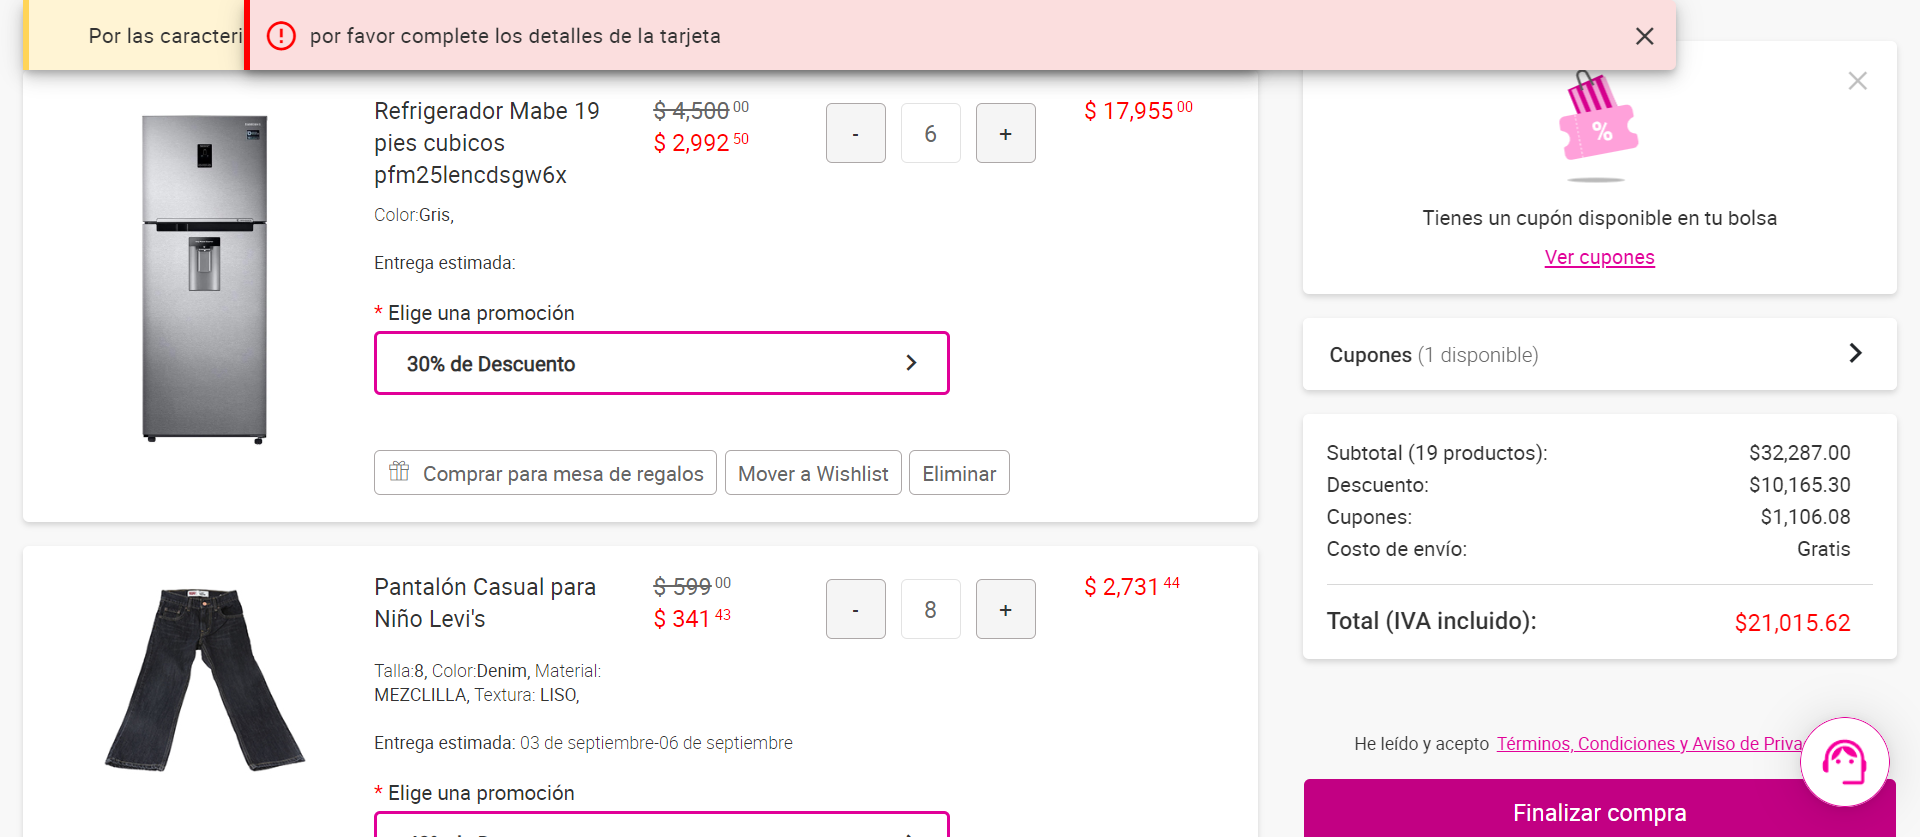 Por las caracteri
por favor complete los detalles de la tarjeta
Refrigerador Mabe 19
pies cubicos
pfm25lencdsgw6x
$ 4,500 00
$ 2,992 50
- 6 +
$ 17,955 00
Color:Gris,
Entrega estimada:
* Elige una promoción
30% de Descuento
Comprar para mesa de regalos
Mover a Wishlist
Eliminar
Pantalón Casual para
Niño Levi's
$ 599 00
$ 341 43
- 8 +
$ 2,731 44
Talla:8, Color:Denim, Material:
MEZCLILLA, Textura: LISO,
Entrega estimada: 03 de septiembre-06 de septiembre
* Elige una promoción
%
Tienes un cupón disponible en tu bolsa
Ver cupones
Cupones (1 disponible)
Subtotal (19 productos): $32,287.00
Descuento: $10,165.30
Cupones: $1,106.08
Costo de envío: Gratis
Total (IVA incluido): $21,015.62
He leído y acepto Términos, Condiciones y Aviso de Priva
Finalizar compra